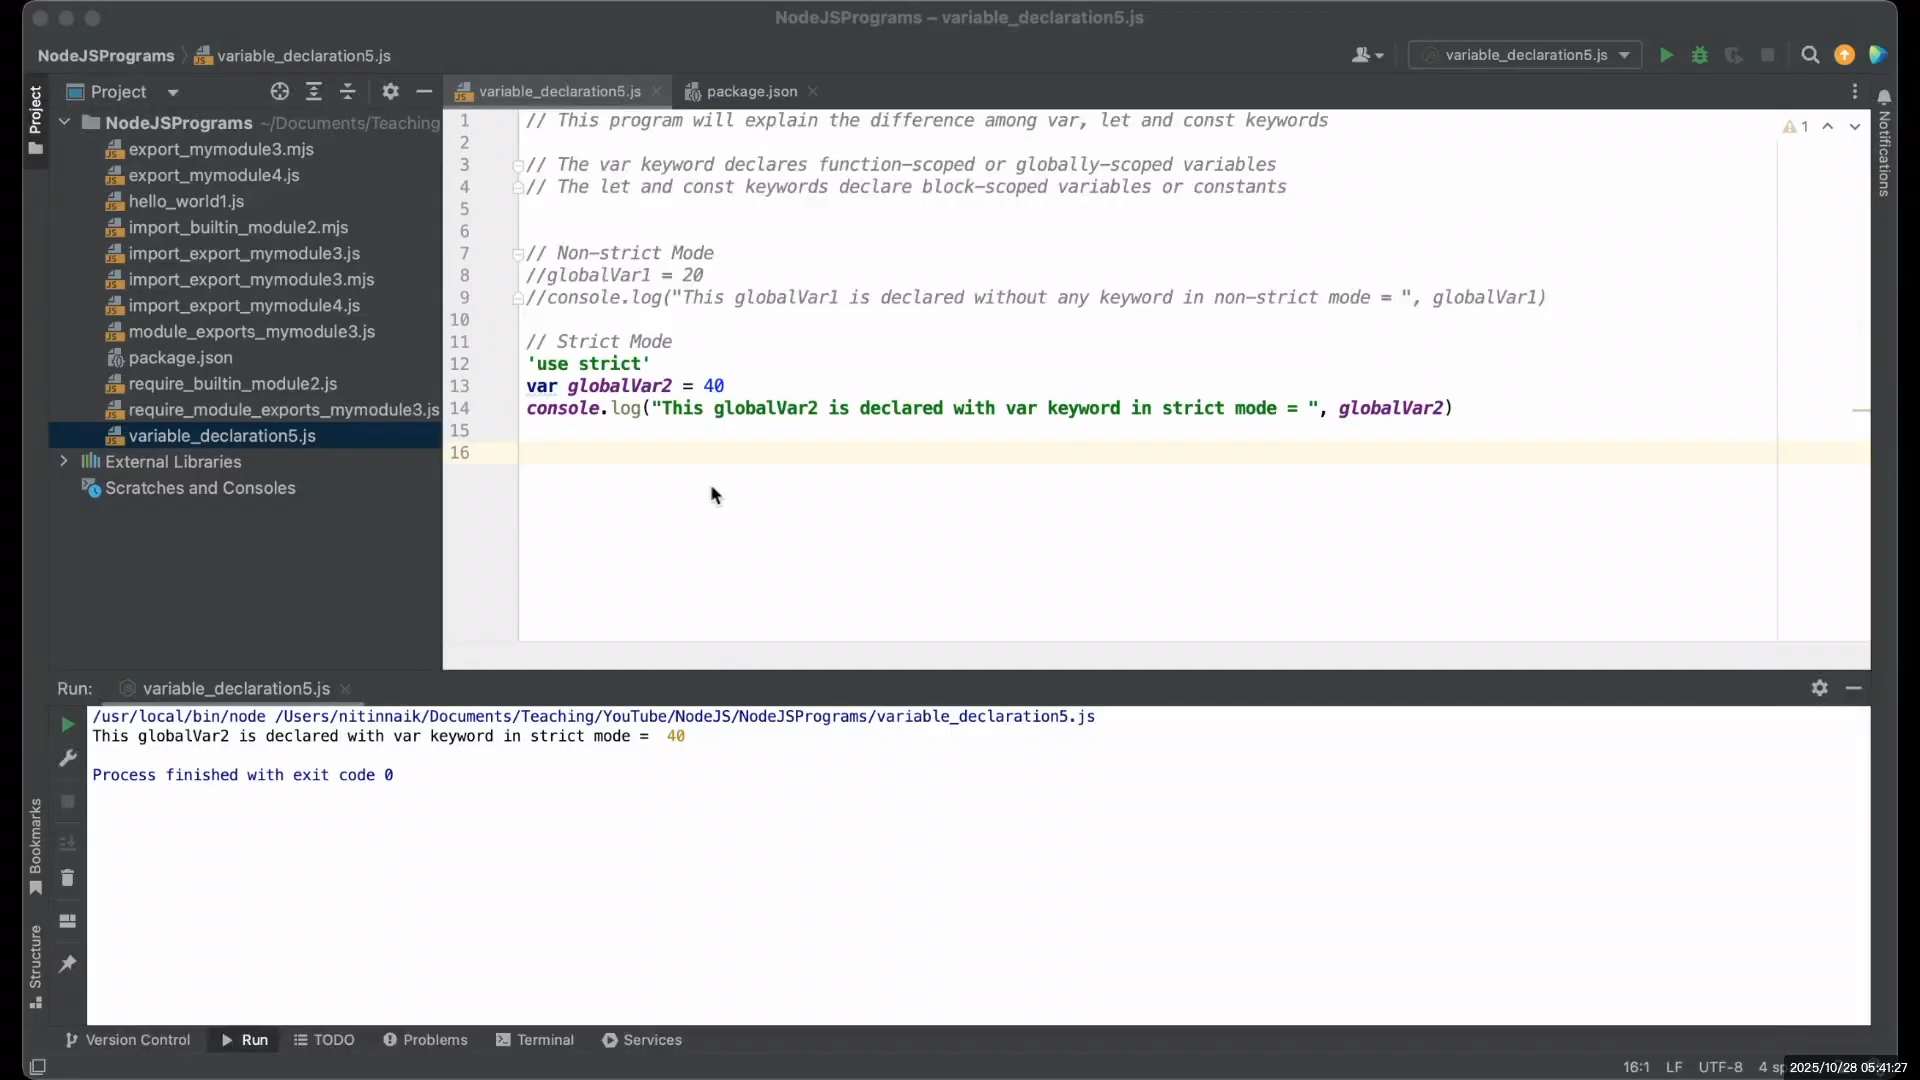 NodeJSPrograms – variable_declaration5.js
NodeJSPrograms variable_declaration5.js
variable_declaration5.js
Project
Project
variable_declaration5.js
package.json
Notifications
NodeJSPrograms ~/Documents/Teaching
export_mymodule3.mjs
export_mymodule4.js
hello_world1.js
import_builtin_module2.mjs
import_export_mymodule3.js
import_export_mymodule3.mjs
import_export_mymodule4.js
module_exports_mymodule3.js
package.json
require_builtin_module2.js
require_module_exports_mymodule3.js
variable_declaration5.js
External Libraries
Scratches and Consoles
1 // This program will explain the difference among var, let and const keywords
1
2
3 // The var keyword declares function-scoped or globally-scoped variables
4 // The let and const keywords declare block-scoped variables or constants
5
6
7 // Non-strict Mode
8 //globalVar1 = 20
9 //console.log("This globalVar1 is declared without any keyword in non-strict mode = ", globalVar1)
10
11 // Strict Mode
12 'use strict'
13 var globalVar2 = 40
14 console.log("This globalVar2 is declared with var keyword in strict mode = ", globalVar2)
15
16
Run: variable_declaration5.js
/usr/local/bin/node /Users/nitinnaik/Documents/Teaching/YouTube/NodeJS/NodeJSPrograms/variable_declaration5.js
This globalVar2 is declared with var keyword in strict mode =  40
Process finished with exit code 0
Bookmarks
Structure
Version Control Run TODO Problems Terminal Services
16:1 LF UTF-8 4 sp 2025/10/28 05:41:27